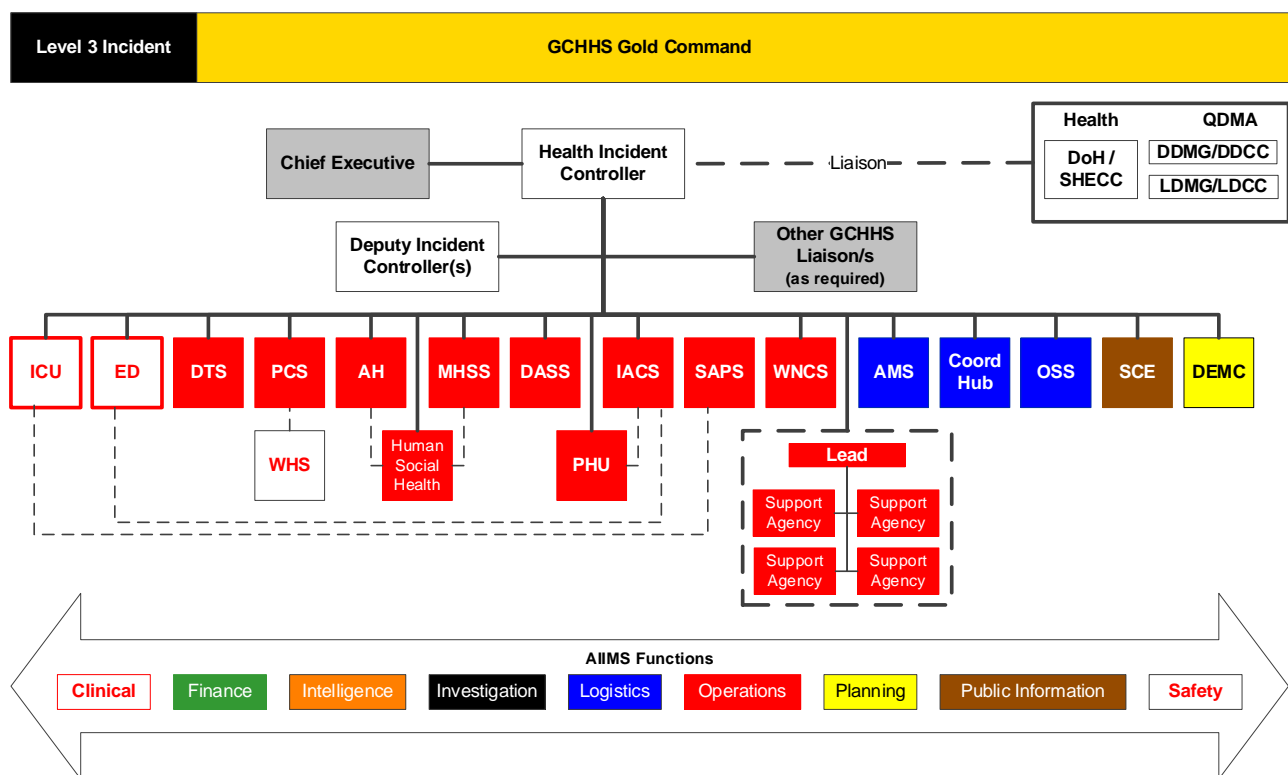 Level 3 Incident
GCHHS Gold Command
Chief Executive
Health Incident
Controller
Liaison
Health
QDMA
DoH /
SHECC
DDMG/DDCC
LDMG/LDCC
Deputy Incident
Controller(s)
Other GCHHS
Liaison/s
(as required)
ICU
ED
DTS
PCS
AH
MHSS
DASS
IACS
SAPS
WNCS
AMS
Coord
Hub
OSS
SCE
DEMC
WHS
Human
Social
Health
PHU
Lead
Support
Agency
Support
Agency
Support
Agency
Support
Agency
AIIMS Functions
Clinical
Finance
Intelligence
Investigation
Logistics
Operations
Planning
Public Information
Safety